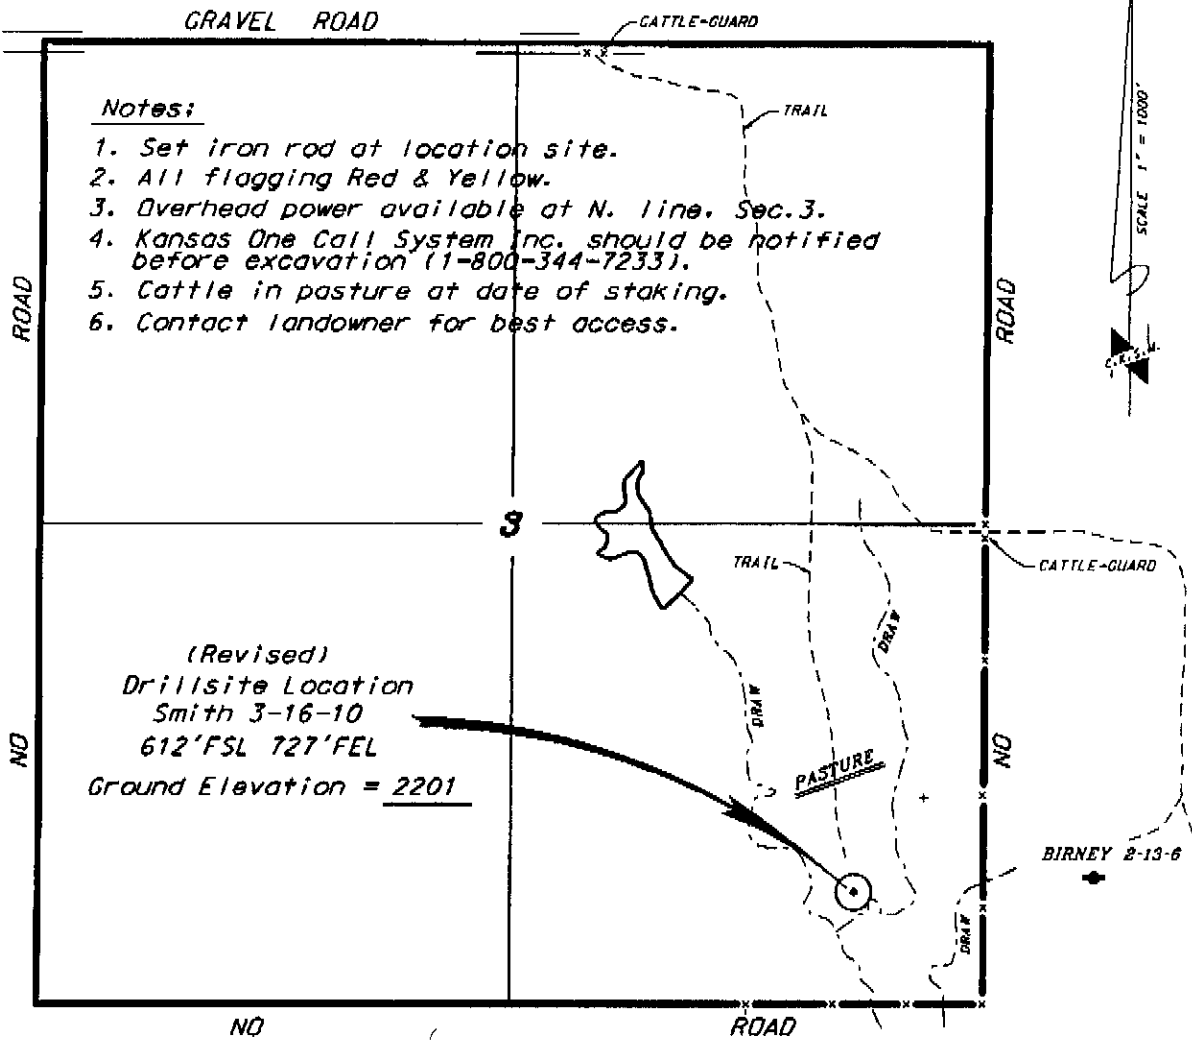 GRAVEL ROAD
CATTLE-GUARD
Notes:
1. Set iron rod at location site.
2. All flagging Red & Yellow.
3. Overhead power available at N. line. Sec.3.
4. Kansas One Call System Inc. should be notified
before excavation (1-800-344-7233).
5. Cattle in pasture at date of staking.
6. Contact landowner for best access.
TRAIL
SCALE 1" = 1000'
ROAD
ROAD
3
TRAIL
CATTLE-GUARD
DRAW
(Revised)
Drillsite Location
Smith 3-16-10
612'FSL 727'FEL
Ground Elevation = 2201
DRAW
PASTURE
NO
NO
BIRNEY 2-13-6
DRAW
NO ROAD